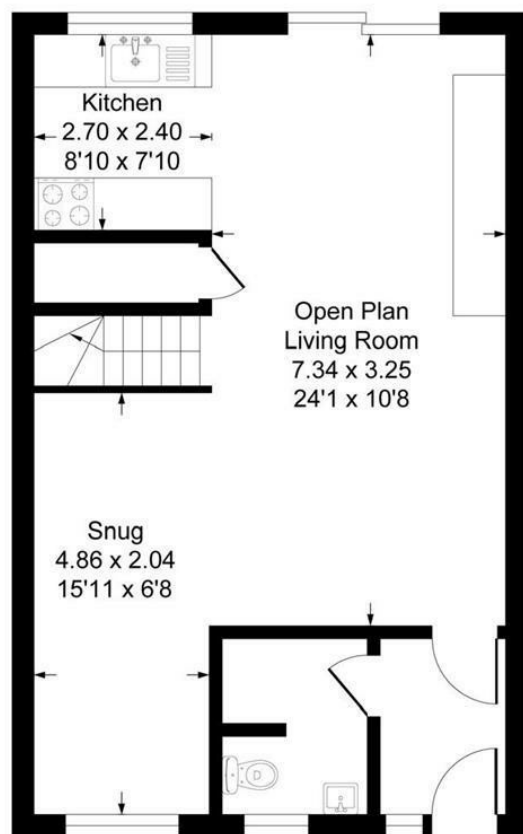 Kitchen
2.70 x 2.40
8'10 x 7'10
Open Plan
Living Room
7.34 x 3.25
24'1 x 10'8
Snug
4.86 x 2.04
15'11 x 6'8